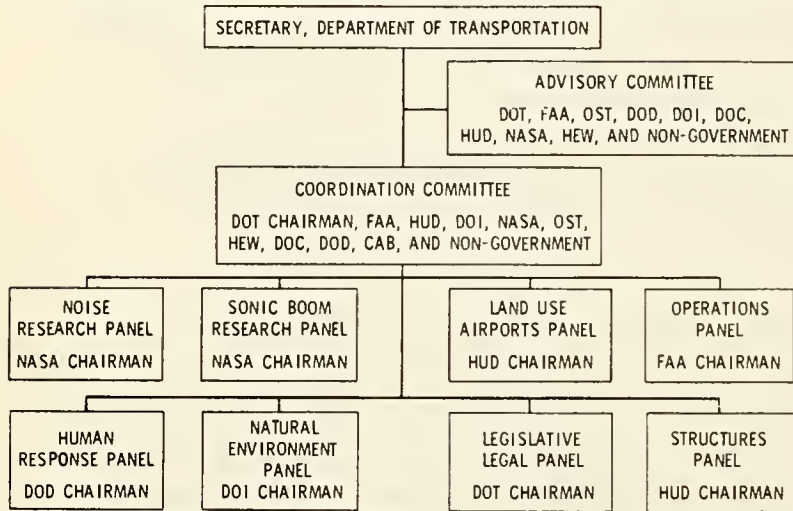 SECRETARY, DEPARTMENT OF TRANSPORTATION
ADVISORY COMMITTEE
DOT, FAA, OST, DOD, DOI, DOC,
HUD, NASA, HEW, AND NON-GOVERNMENT
COORDINATION COMMITTEE
DOT CHAIRMAN, FAA, HUD, DOI, NASA, OST,
HEW, DOC, DOD, CAB, AND NON-GOVERNMENT
NOISE
RESEARCH PANEL
NASA CHAIRMAN
SONIC BOOM
RESEARCH PANEL
NASA CHAIRMAN
LAND USE
AIRPORTS PANEL
HUD CHAIRMAN
OPERATIONS
PANEL
FAA CHAIRMAN
HUMAN
RESPONSE PANEL
DOD CHAIRMAN
NATURAL
ENVIRONMENT
PANEL
DOI CHAIRMAN
LEGISLATIVE
LEGAL PANEL
DOT CHAIRMAN
STRUCTURES
PANEL
HUD CHAIRMAN